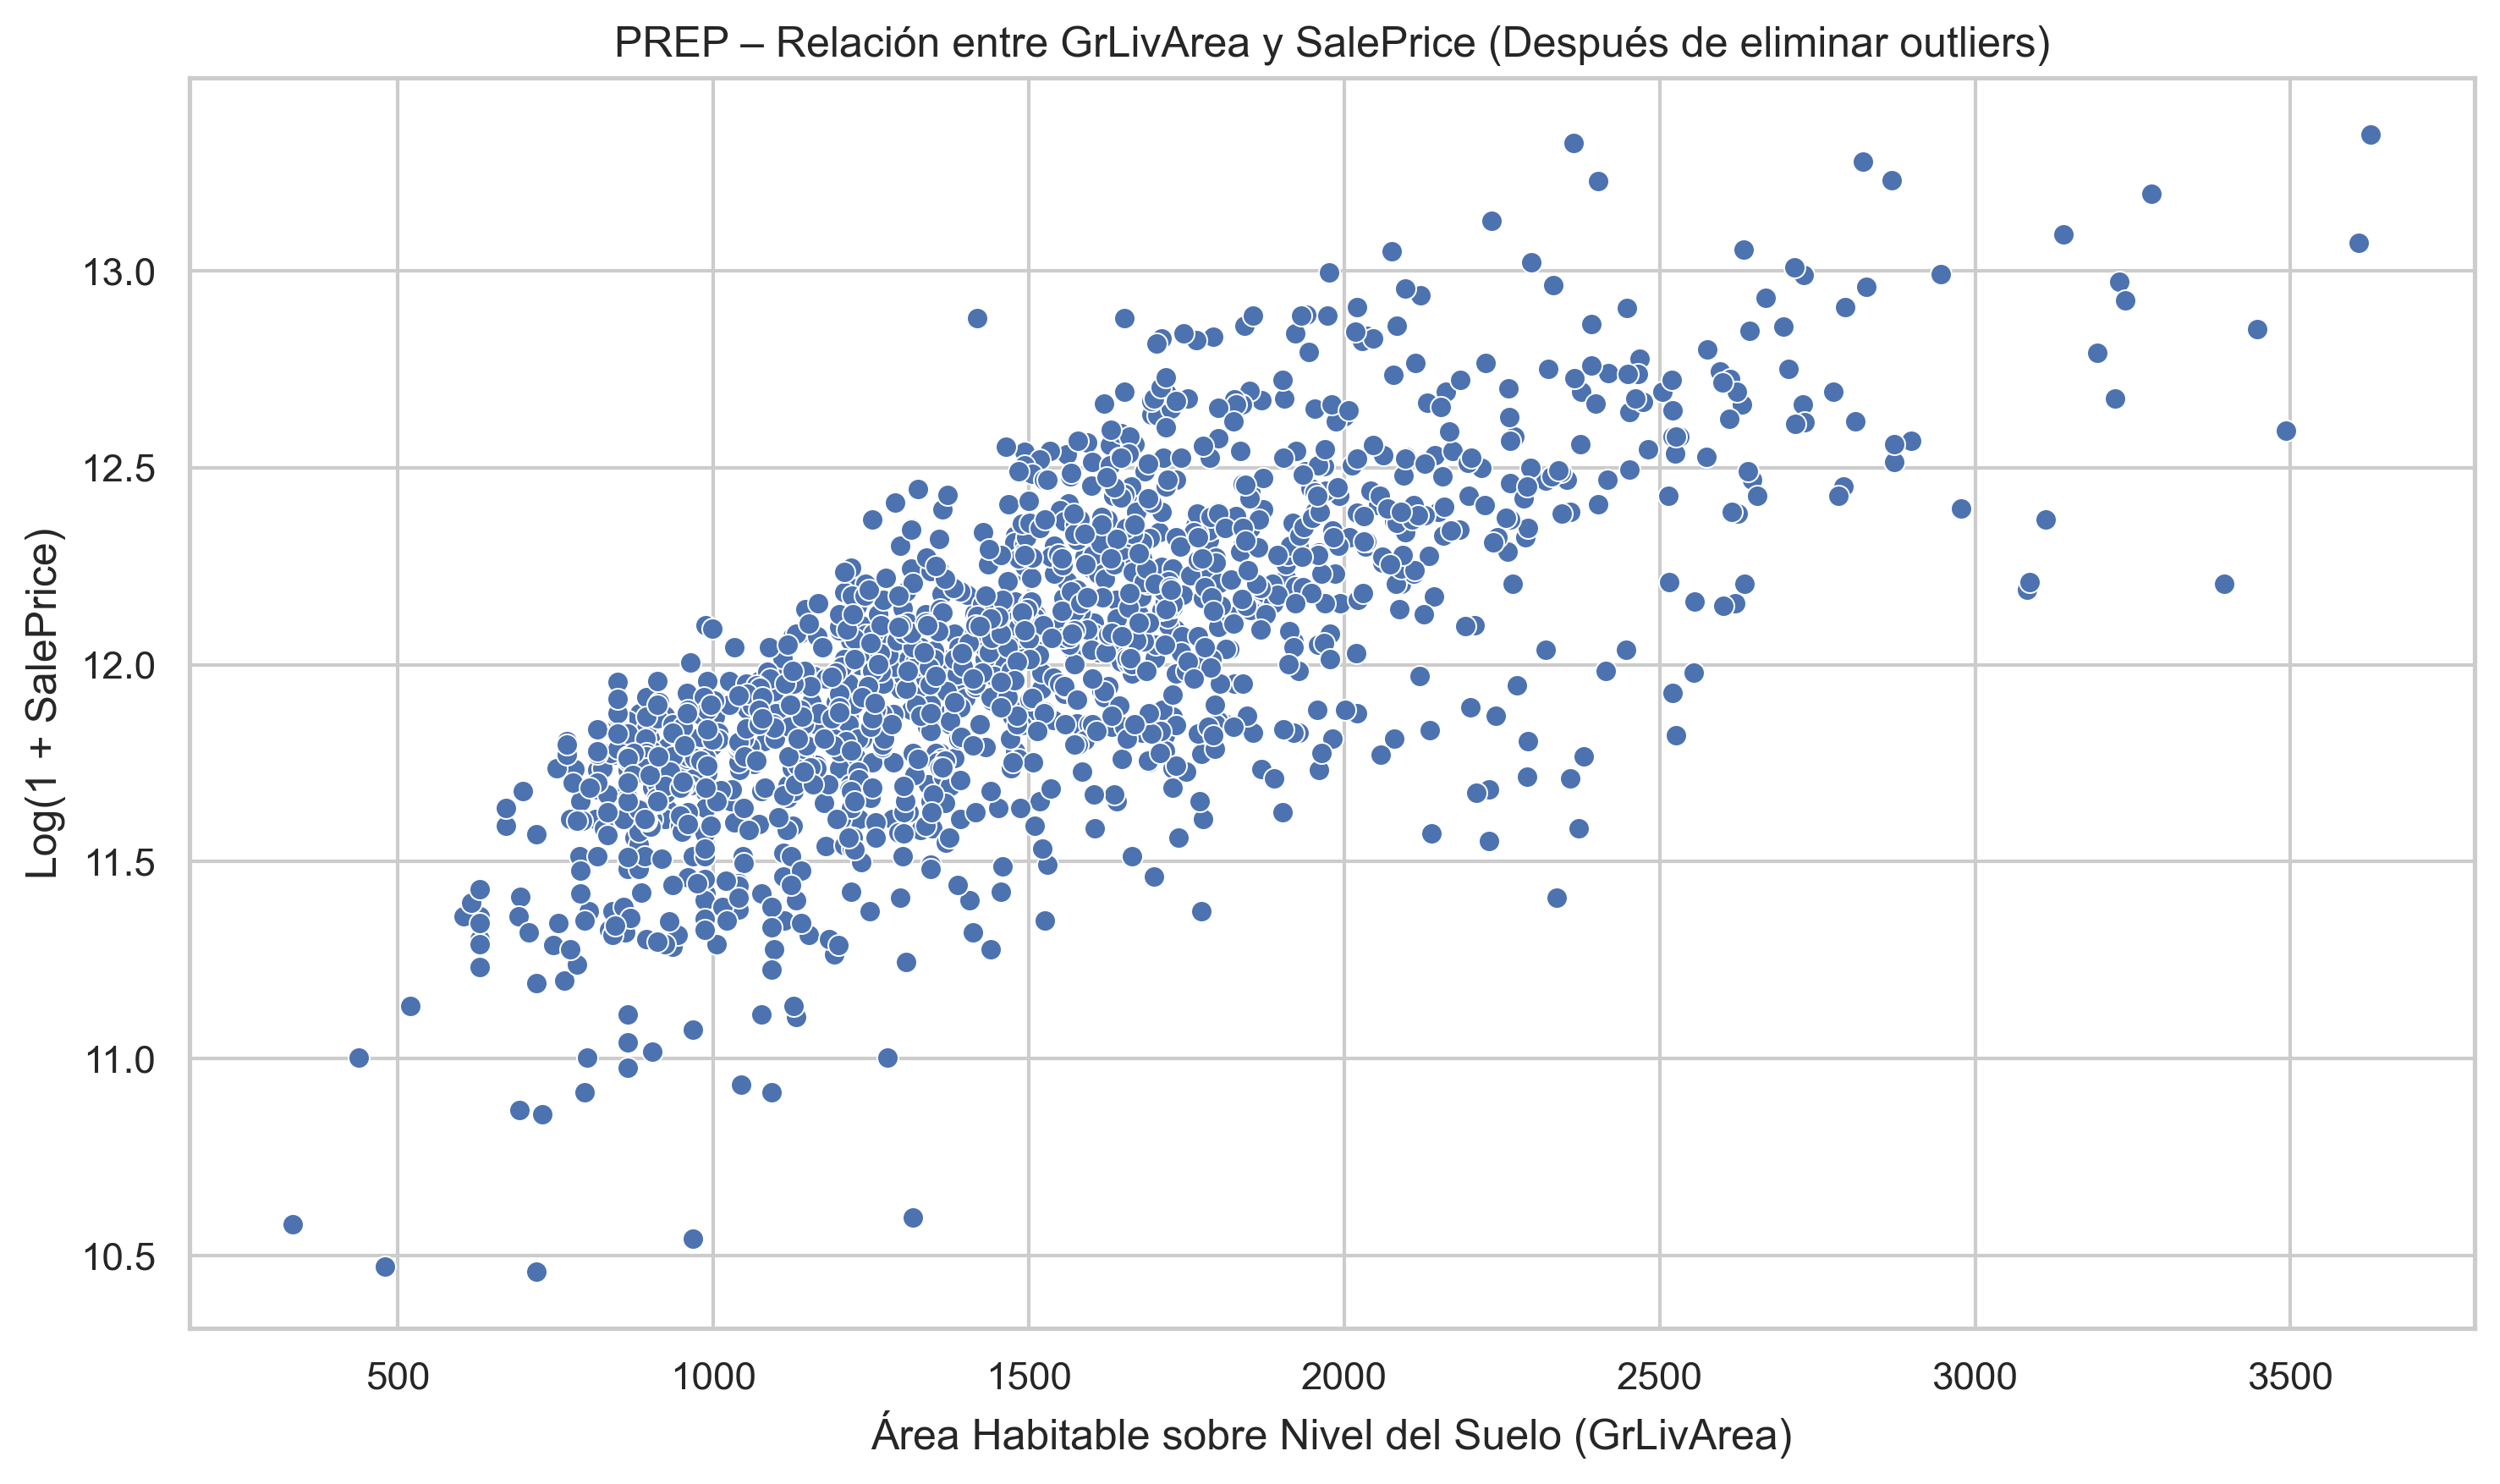 PREP – Relación entre GrLivArea y SalePrice (Después de eliminar outliers)
Log(1 + SalePrice)
13.0
12.5
12.0
11.5
11.0
10.5
500 1000 1500 2000 2500 3000 3500
Área Habitable sobre Nivel del Suelo (GrLivArea)